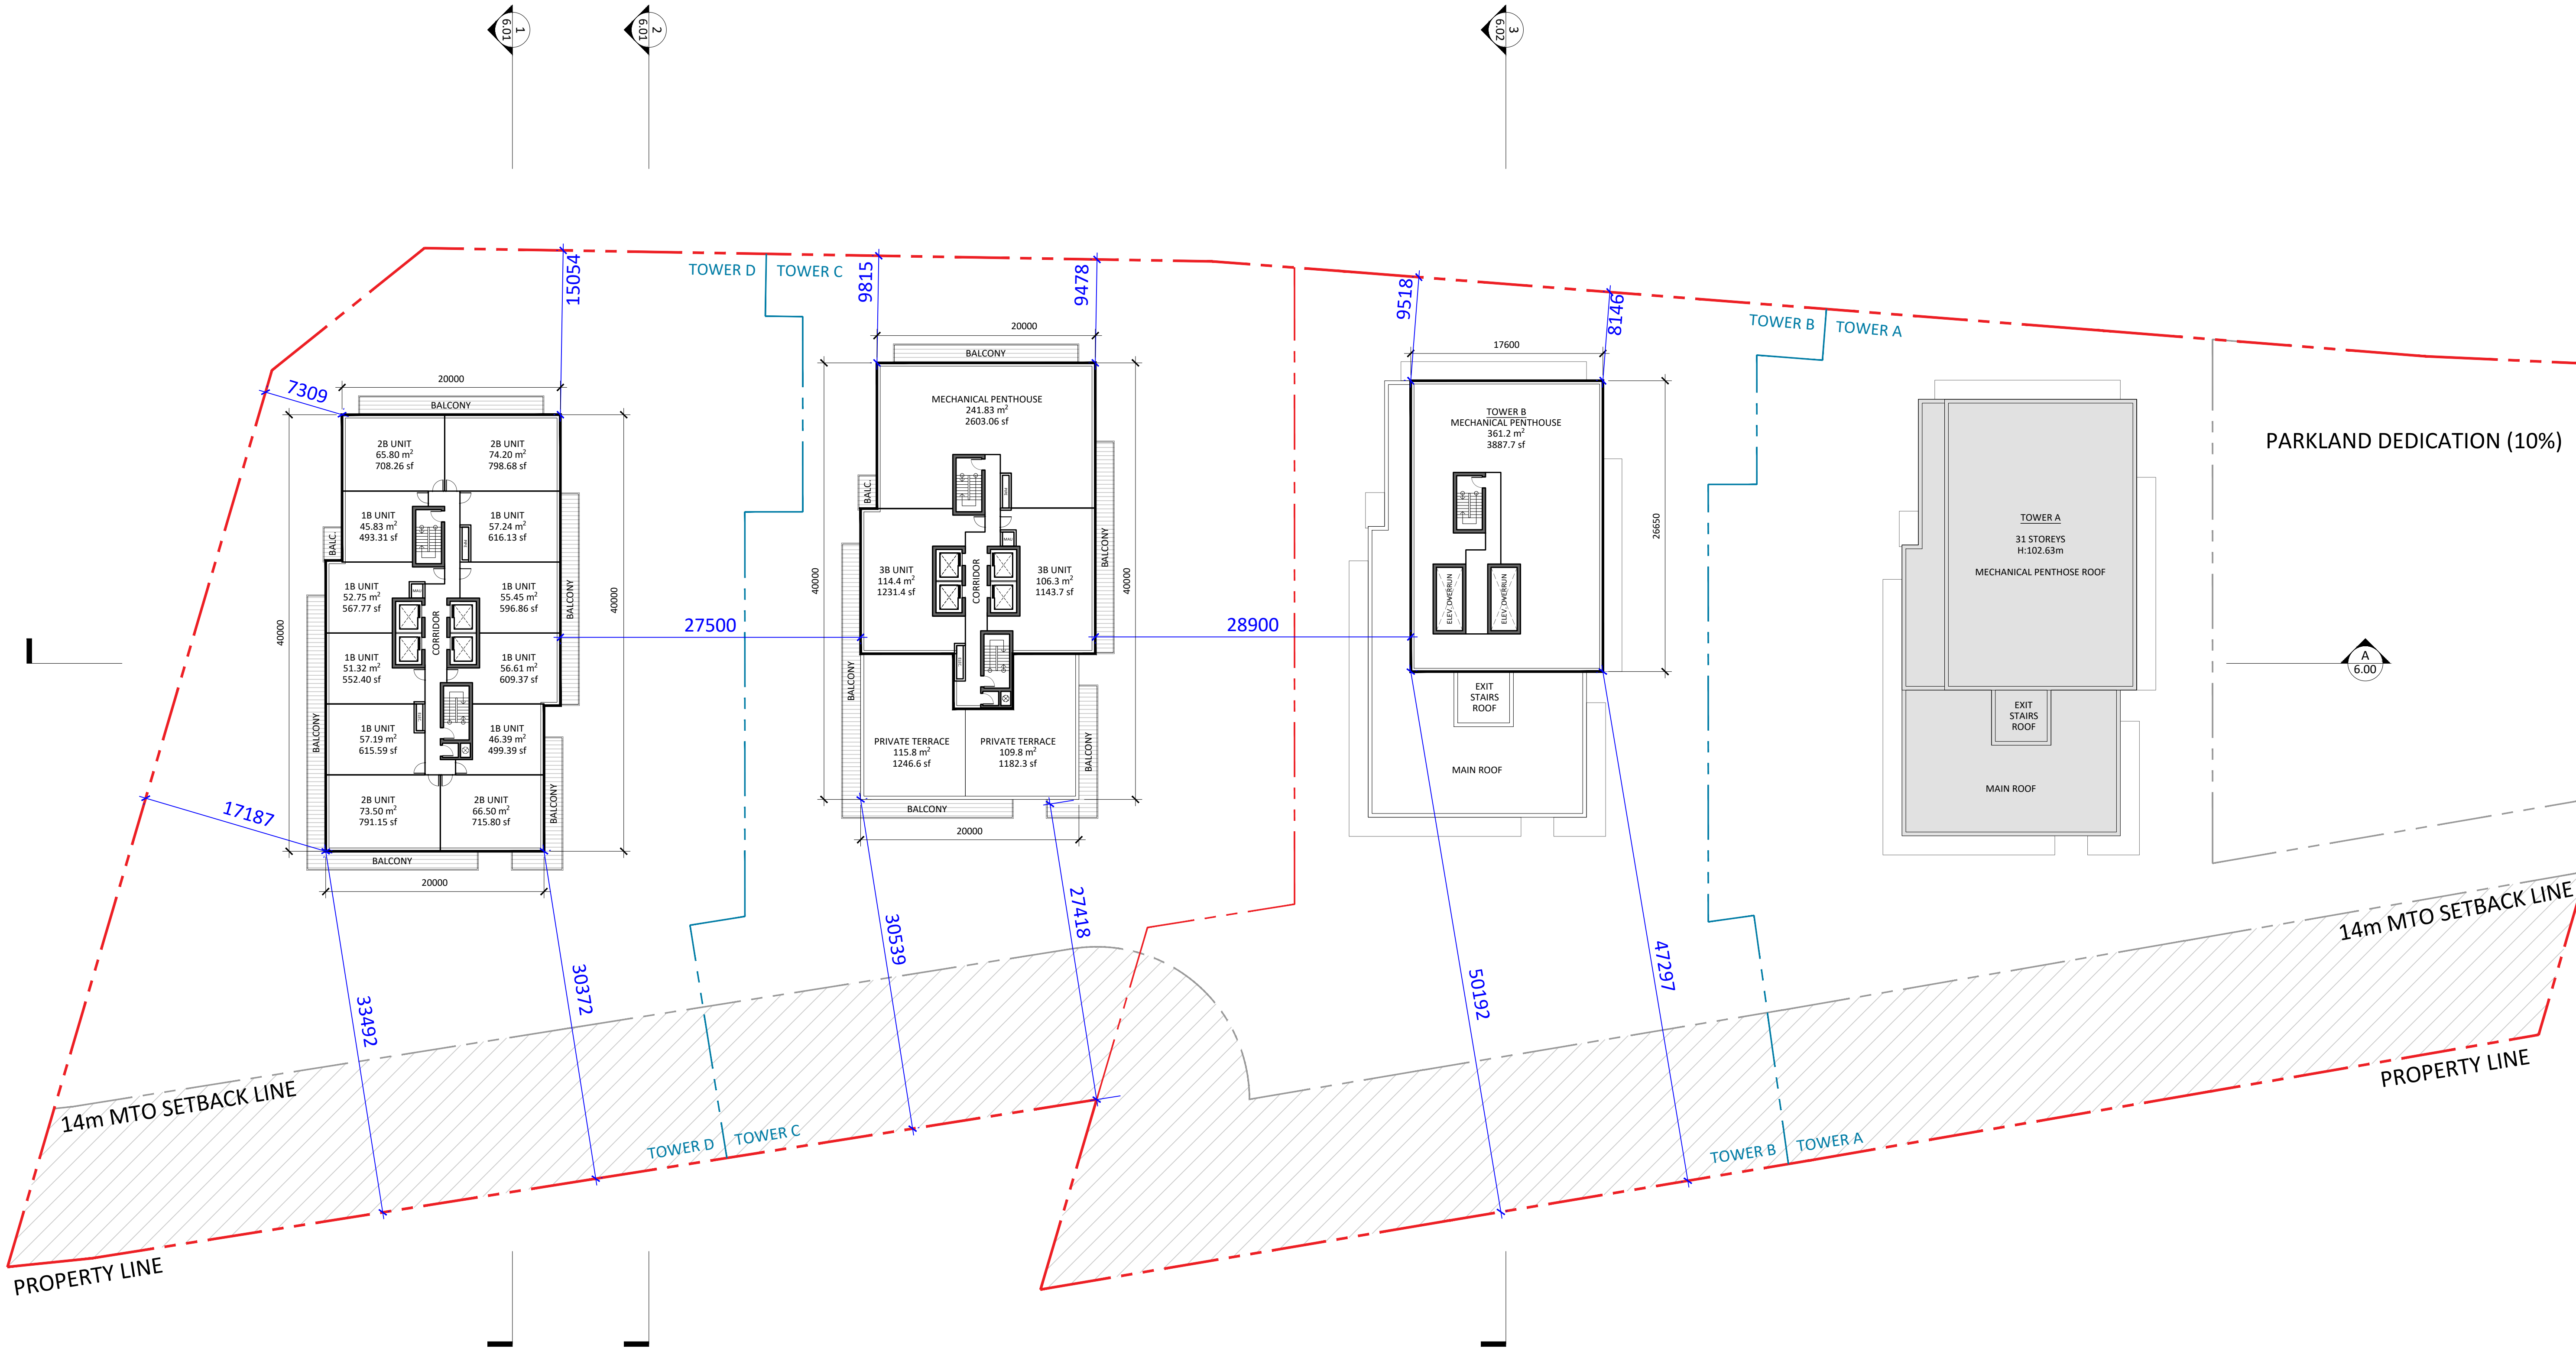 1
6.01
2
6.01
3
6.02
TOWER D
TOWER C
15054
9815
9478
9518
8146
TOWER B
TOWER A
PARKLAND DEDICATION (10%)
7309
20000
BALCONY
40000
40000
2B UNIT
65.80 m²
708.26 sf
2B UNIT
74.20 m²
798.68 sf
1B UNIT
45.83 m²
493.31 sf
1B UNIT
57.24 m²
616.13 sf
BALC.
1B UNIT
52.75 m²
567.77 sf
1B UNIT
55.45 m²
596.86 sf
MAU
CORRIDOR
BALCONY
1B UNIT
51.32 m²
552.40 sf
1B UNIT
56.61 m²
609.37 sf
BALCONY
1B UNIT
57.19 m²
615.59 sf
1B UNIT
46.39 m²
499.39 sf
2B UNIT
73.50 m²
791.15 sf
2B UNIT
66.50 m²
715.80 sf
BALCONY
BALCONY
20000
17187
33492
30372
27500
20000
BALCONY
MECHANICAL PENTHOUSE
241.83 m²
2603.06 sf
BALC.
40000
40000
MAU
3B UNIT
114.4 m²
1231.4 sf
CORRIDOR
3B UNIT
106.3 m²
1143.7 sf
BALCONY
BALCONY
PRIVATE TERRACE
115.8 m²
1246.6 sf
PRIVATE TERRACE
109.8 m²
1182.3 sf
BALCONY
BALCONY
20000
30539
27418
28900
17600
TOWER B
MECHANICAL PENTHOUSE
361.2 m²
3887.7 sf
26650
ELEV. OVERRUN
ELEV. OVERRUN
EXIT
STAIRS
ROOF
MAIN ROOF
50192
47297
TOWER A
31 STOREYS
H:102.63m
MECHANICAL PENTHOSE ROOF
EXIT
STAIRS
ROOF
MAIN ROOF
A
6.00
14m MTO SETBACK LINE
14m MTO SETBACK LINE
PROPERTY LINE
PROPERTY LINE
TOWER D
TOWER C
TOWER B
TOWER A